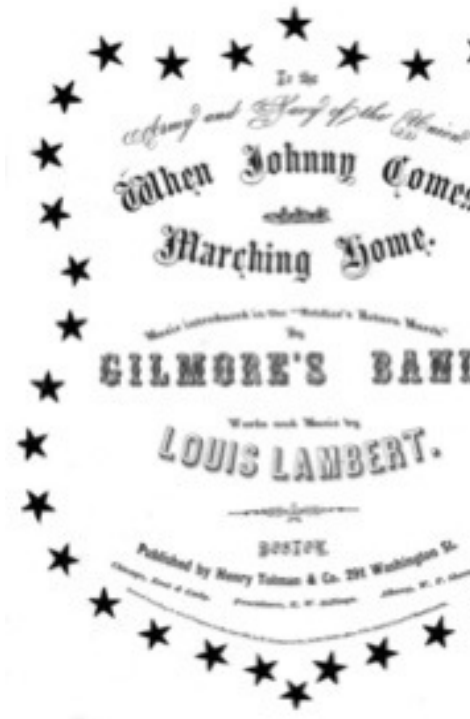 To the
Army and Navy of the Union
When Johnny Comes
Marching Home.
Music introduced in the "Soldier's Return March"
By
GILMORE'S BAND
Words and Music by
LOUIS LAMBERT.
BOSTON
Published by Henry Tolman & Co. 291 Washington St.